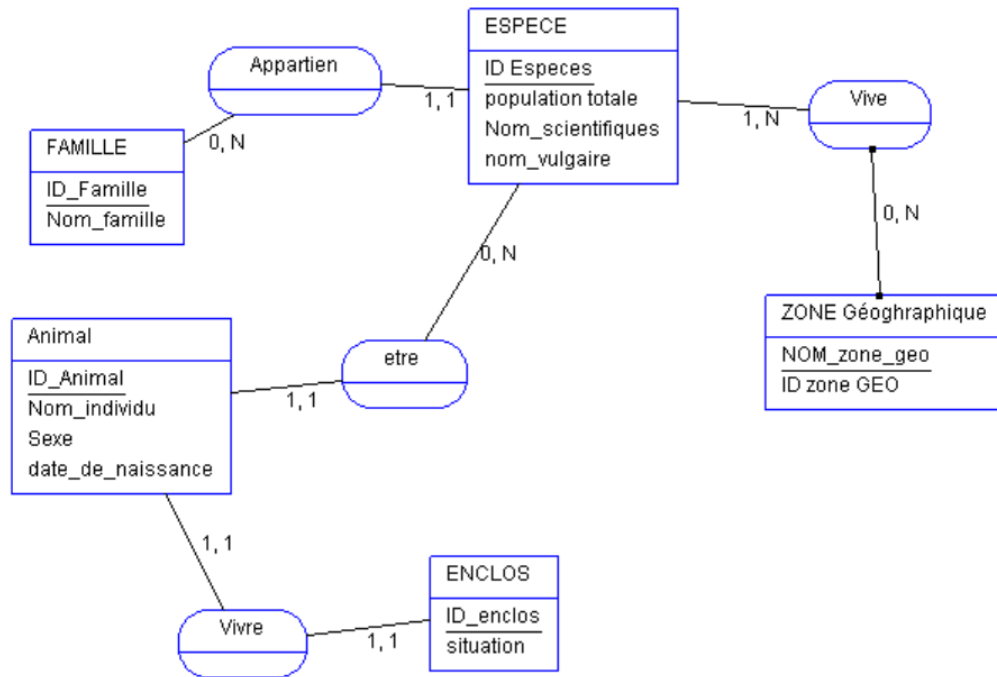 ESPECE
ID Especes
population totale
Nom_scientifiques
nom_vulgaire
Appartien
1, 1
0, N
FAMILLE
ID_Famille
Nom_famille
1, N
Vive
0, N
ZONE Géoghraphique
NOM_zone_geo
ID zone GEO
0, N
etre
1, 1
Animal
ID_Animal
Nom_individu
Sexe
date_de_naissance
1, 1
Vivre
1, 1
ENCLOS
ID_enclos
situation